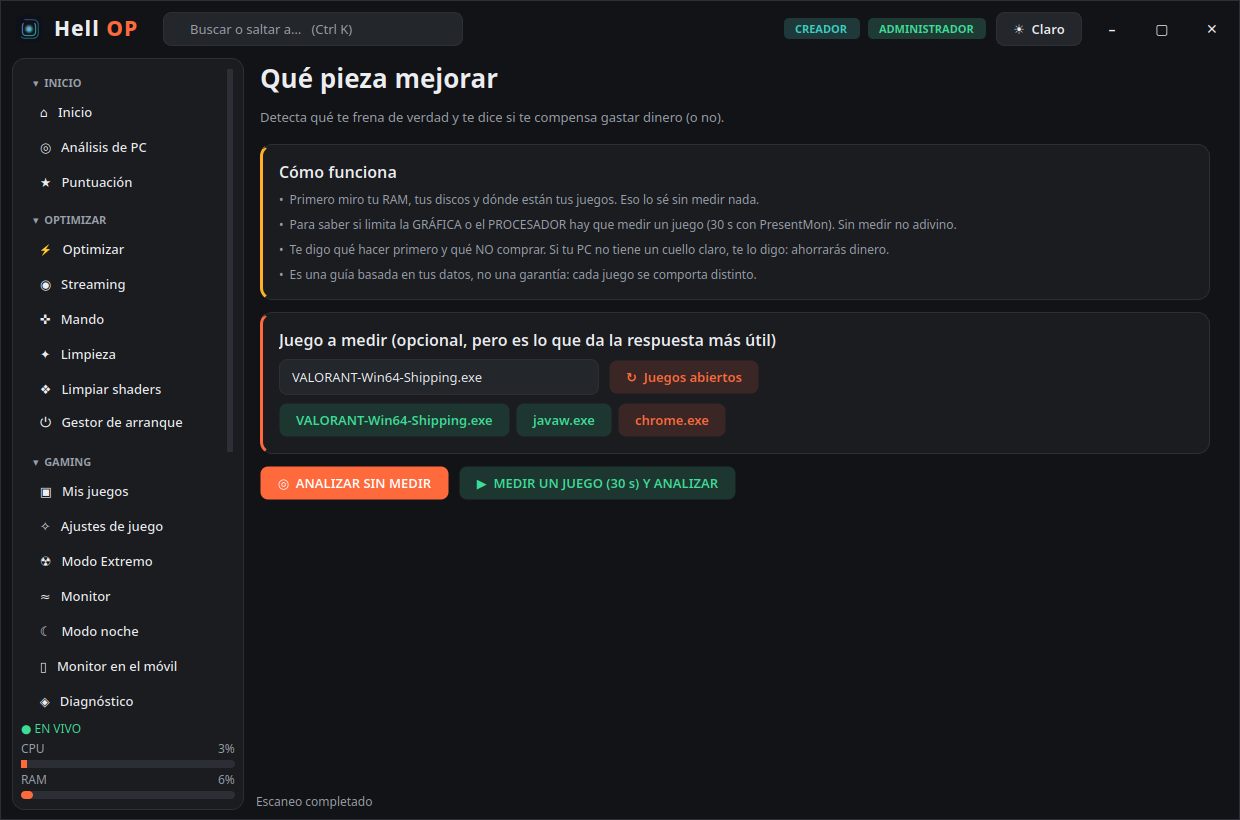 Hell OP
Buscar o saltar a... (Ctrl K)
CREADOR
ADMINISTRADOR
☀ Claro
INICIO
Inicio
Análisis de PC
Puntuación
OPTIMIZAR
Optimizar
Streaming
Mando
Limpieza
Limpiar shaders
Gestor de arranque
GAMING
Mis juegos
Ajustes de juego
Modo Extremo
Monitor
Modo noche
Monitor en el móvil
Diagnóstico
EN VIVO
CPU 3%
RAM 6%
Qué pieza mejorar
Detecta qué te frena de verdad y te dice si te compensa gastar dinero (o no).
Cómo funciona
• Primero miro tu RAM, tus discos y dónde están tus juegos. Eso lo sé sin medir nada.
• Para saber si limita la GRÁFICA o el PROCESADOR hay que medir un juego (30 s con PresentMon). Sin medir no adivino.
• Te digo qué hacer primero y qué NO comprar. Si tu PC no tiene un cuello claro, te lo digo: ahorrarás dinero.
• Es una guía basada en tus datos, no una garantía: cada juego se comporta distinto.
Juego a medir (opcional, pero es lo que da la respuesta más útil)
VALORANT-Win64-Shipping.exe
↻ Juegos abiertos
VALORANT-Win64-Shipping.exe
javaw.exe
chrome.exe
◎ ANALIZAR SIN MEDIR
▶ MEDIR UN JUEGO (30 s) Y ANALIZAR
Escaneo completado